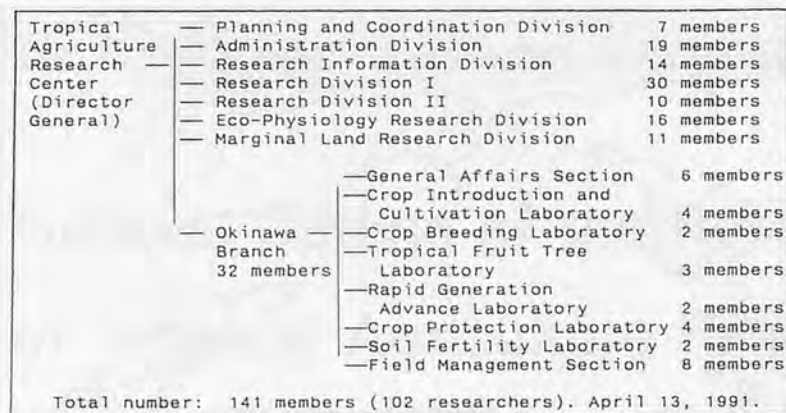 Tropical — Planning and Coordination Division 7 members
Agriculture — Administration Division 19 members
Research — Research Information Division 14 members
Center — Research Division I 30 members
(Director — Research Division II 10 members
General) — Eco-Physiology Research Division 16 members
— Marginal Land Research Division 11 members
—General Affairs Section 6 members
—Crop Introduction and
Cultivation Laboratory 4 members
— Okinawa —Crop Breeding Laboratory 2 members
Branch —Tropical Fruit Tree
32 members Laboratory 3 members
—Rapid Generation
Advance Laboratory 2 members
—Crop Protection Laboratory 4 members
—Soil Fertility Laboratory 2 members
—Field Management Section 8 members
Total number: 141 members (102 researchers). April 13, 1991.